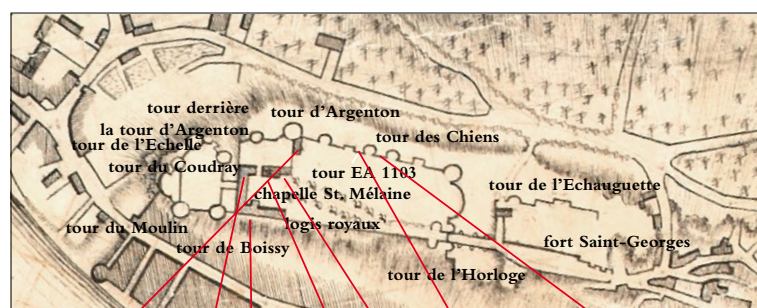 tour derrière
la tour d'Argenton
tour d'Argenton
tour des Chiens
tour de l'Echelle
tour du Coudray
tour EA 1103
chapelle St. Mélaine
tour de l'Echauguette
logis royaux
tour du Moulin
tour de Boissy
fort Saint-Georges
tour de l'Horloge